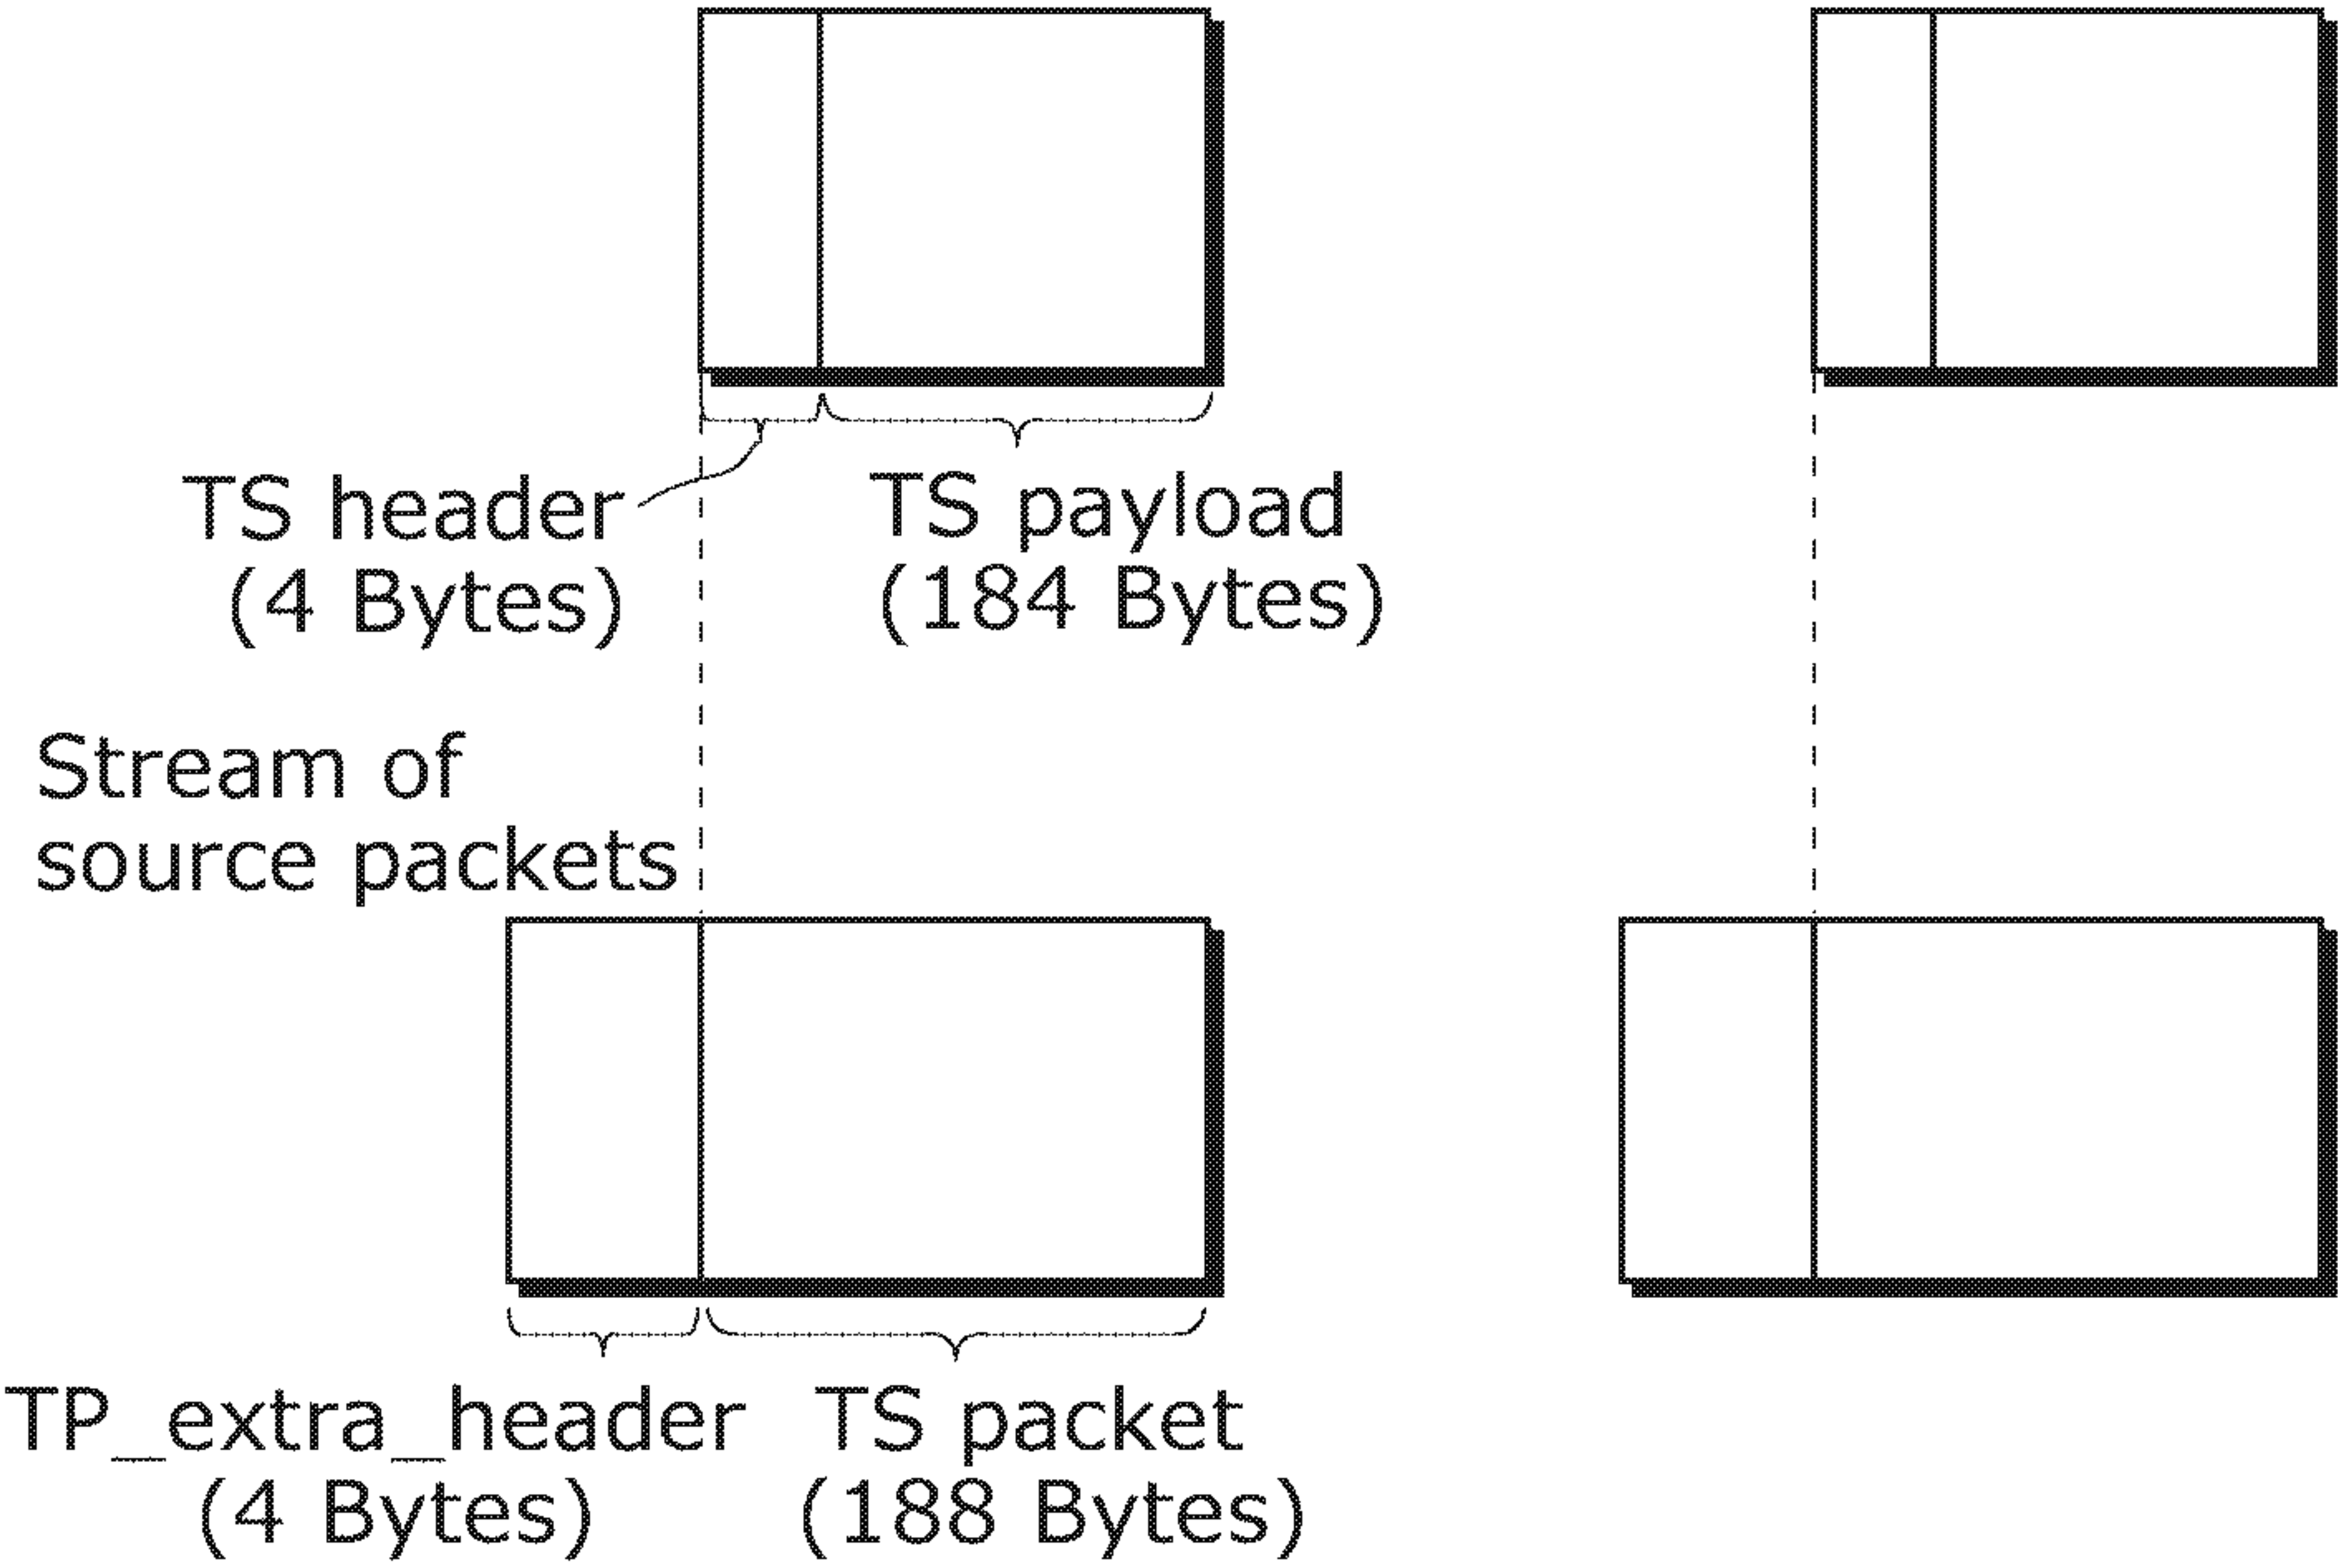 TS header
(4 Bytes)
TS payload
(184 Bytes)
Stream of
source packets
TP_extra_header
(4 Bytes)
TS packet
(188 Bytes)